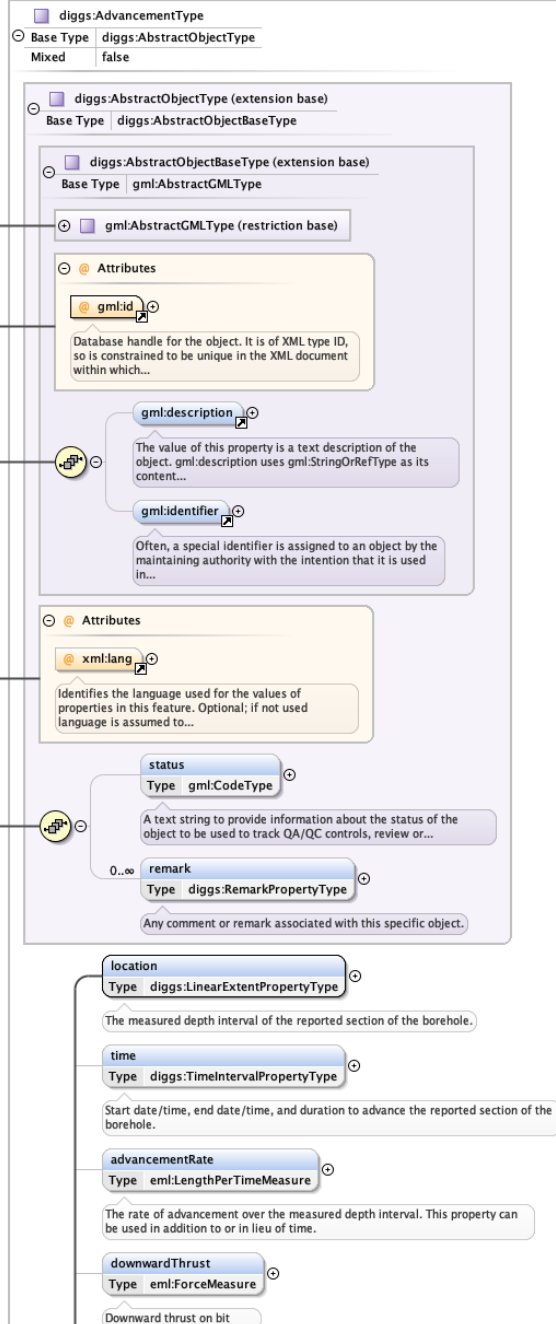 diggs:AdvancementType
Base Type diggs:AbstractObjectType
Mixed false
diggs:AbstractObjectType (extension base)
Base Type diggs:AbstractObjectBaseType
diggs:AbstractObjectBaseType (extension base)
Base Type gml:AbstractGMLType
gml:AbstractGMLType (restriction base)
@ Attributes
@ gml:id
Database handle for the object. It is of XML type ID,
so is constrained to be unique in the XML document
within which...
gml:description
The value of this property is a text description of the
object. gml:description uses gml:StringOrRefType as its
content...
gml:identifier
Often, a special identifier is assigned to an object by the
maintaining authority with the intention that it is used
in...
@ Attributes
@ xml:lang
Identifies the language used for the values of
properties in this feature. Optional; if not used
language is assumed to...
status
Type gml:CodeType
A text string to provide information about the status of the
object to be used to track QA/QC controls, review or...
0..∞
remark
Type diggs:RemarkPropertyType
Any comment or remark associated with this specific object.
location
Type diggs:LinearExtentPropertyType
The measured depth interval of the reported section of the borehole.
time
Type diggs:TimeIntervalPropertyType
Start date/time, end date/time, and duration to advance the reported section of the
borehole.
advancementRate
Type eml:LengthPerTimeMeasure
The rate of advancement over the measured depth interval. This property can
be used in addition to or in lieu of time.
downwardThrust
Type eml:ForceMeasure
Downward thrust on bit